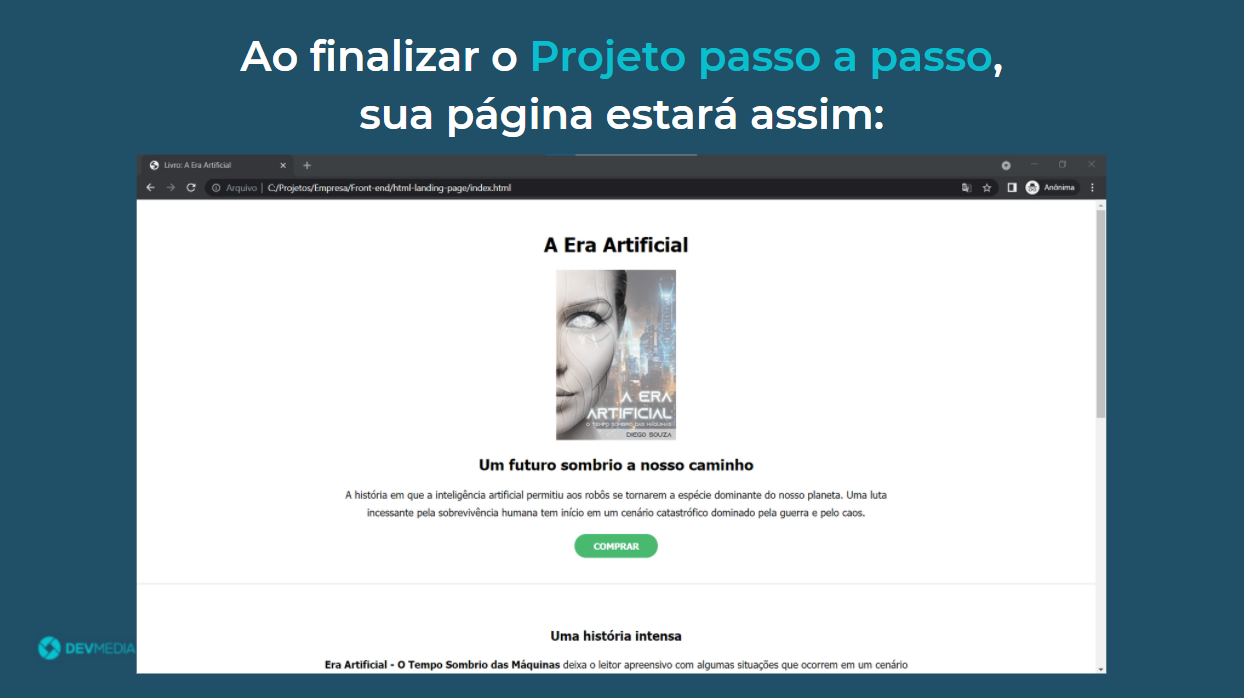 Ao finalizar o Projeto passo a passo,
sua página estará assim:
Livro: A Era Artificial
Arquivo | C:/Projetos/Empresa/Front-end/html-landing-page/index.html
Anônima
A Era Artificial
A ERA
ARTIFICIAL
O TEMPO SOMBRIO DAS MÁQUINAS
DIEGO SOUZA
Um futuro sombrio a nosso caminho
A história em que a inteligência artificial permitiu aos robôs se tornarem a espécie dominante do nosso planeta. Uma luta
incessante pela sobrevivência humana tem início em um cenário catastrófico dominado pela guerra e pelo caos.
COMPRAR
Uma história intensa
DEVMEDIA
Era Artificial - O Tempo Sombrio das Máquinas deixa o leitor apreensivo com algumas situações que ocorrem em um cenário